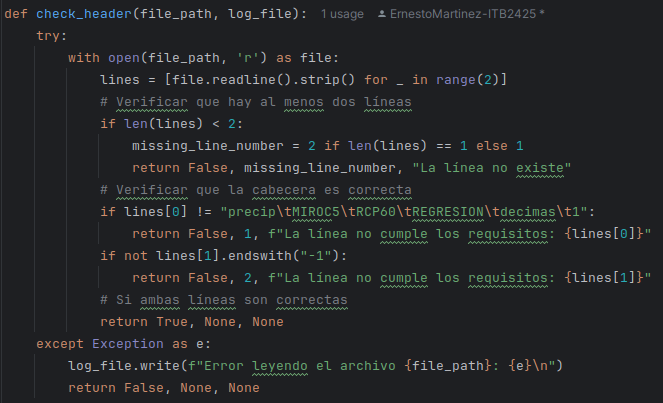 def check_header(file_path, log_file):  1 usage  ErnestoMartinez-ITB2425 *
    try:
        with open(file_path, 'r') as file:
            lines = [file.readline().strip() for _ in range(2)]
            # Verificar que hay al menos dos líneas
            if len(lines) < 2:
                missing_line_number = 2 if len(lines) == 1 else 1
                return False, missing_line_number, "La línea no existe"
            # Verificar que la cabecera es correcta
            if lines[0] != "precip\tMIROC5\tRCP60\tREGRESION\tdecimas\t1":
                return False, 1, f"La línea no cumple los requisitos: {lines[0]}"
            if not lines[1].endswith("-1"):
                return False, 2, f"La línea no cumple los requisitos: {lines[1]}"
            # Si ambas líneas son correctas
            return True, None, None
    except Exception as e:
        log_file.write(f"Error leyendo el archivo {file_path}: {e}\n")
        return False, None, None